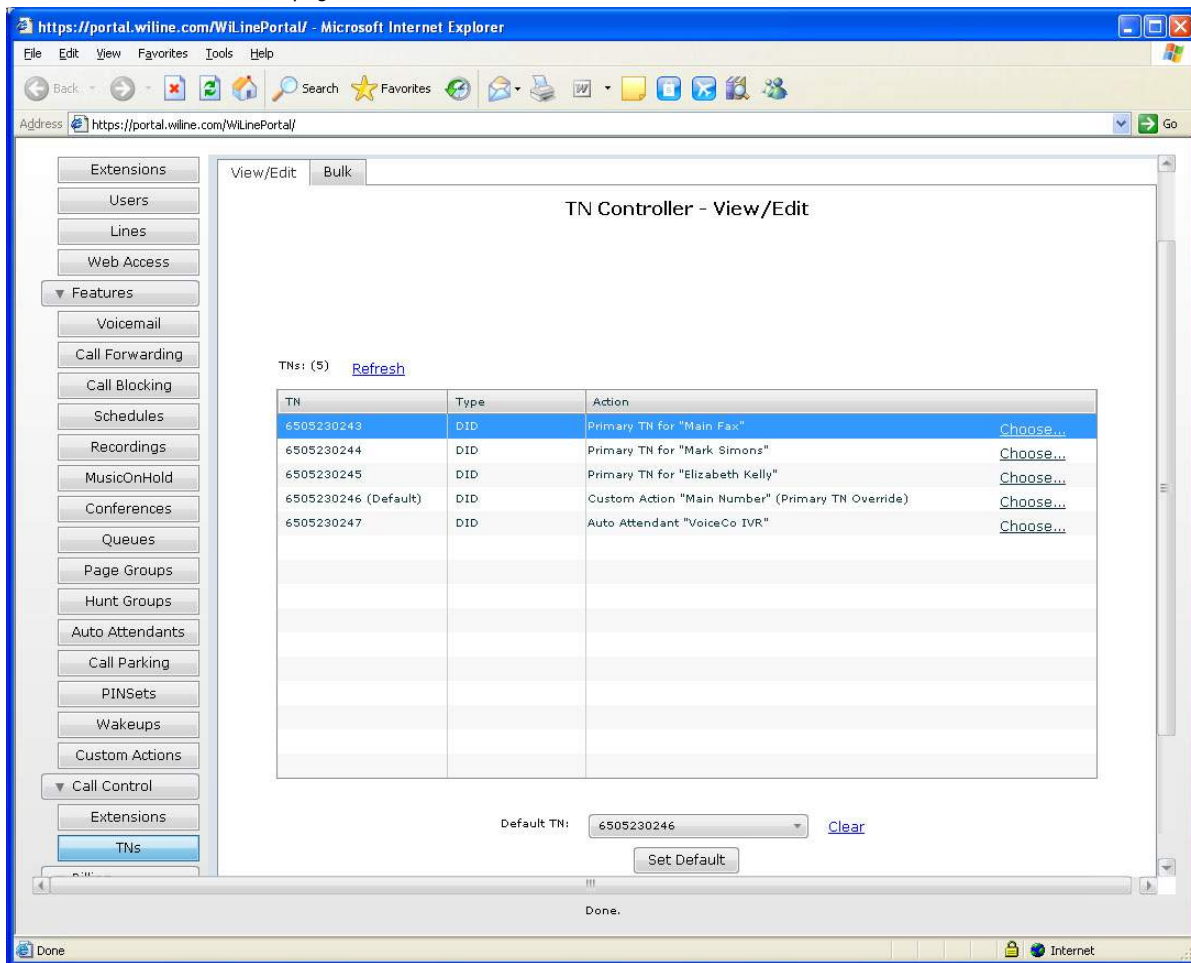 https://portal.wiline.com/WiLinePortal/ - Microsoft Internet Explorer
File Edit View Favorites Tools Help
Back Search Favorites
Address https://portal.wiline.com/WiLinePortal/ Go
Extensions
Users
Lines
Web Access
Features
Voicemail
Call Forwarding
Call Blocking
Schedules
Recordings
MusicOnHold
Conferences
Queues
Page Groups
Hunt Groups
Auto Attendants
Call Parking
PINSets
Wakeups
Custom Actions
Call Control
Extensions
TNs
View/Edit Bulk
TN Controller - View/Edit
TNs: (5) Refresh
TN Type Action
6505230243 DID Primary TN for "Main Fax" Choose...
6505230244 DID Primary TN for "Mark Simons" Choose...
6505230245 DID Primary TN for "Elizabeth Kelly" Choose...
6505230246 (Default) DID Custom Action "Main Number" (Primary TN Override) Choose...
6505230247 DID Auto Attendant "VoiceCo IVR" Choose...
Default TN: 6505230246 Clear
Set Default
Done.
Done Internet